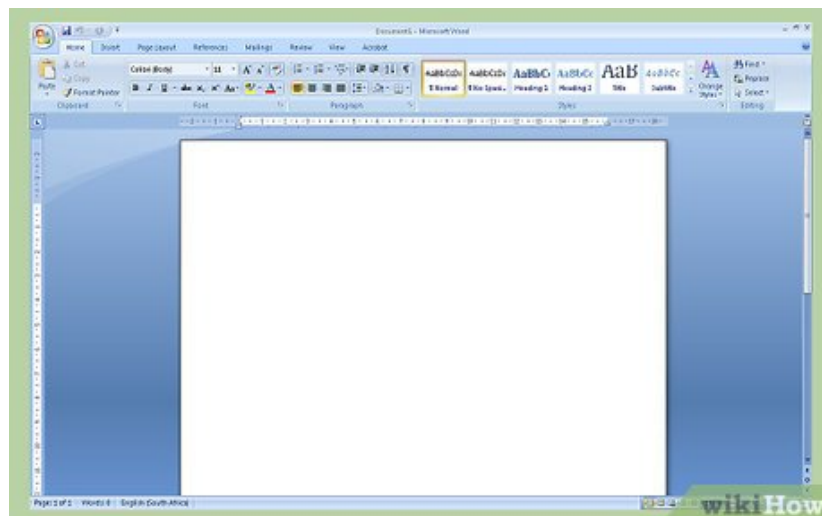 Document1 - Microsoft Word
Home Insert Page Layout References Mailings Review View Acrobat
Cut
Copy
Format Painter
Paste
Calibri (Body) 11
AaBbCcDc AaBbCcDc AaBbC AaBbCc AaB AaBbCc
¶ Normal ¶ No Spaci... Heading 1 Heading 2 Title Subtitle
Change
Styles
Find
Replace
Select
Clipboard Font Paragraph Styles Editing
Page: 1 of 1 Words: 0 English (South Africa)
wikiHow